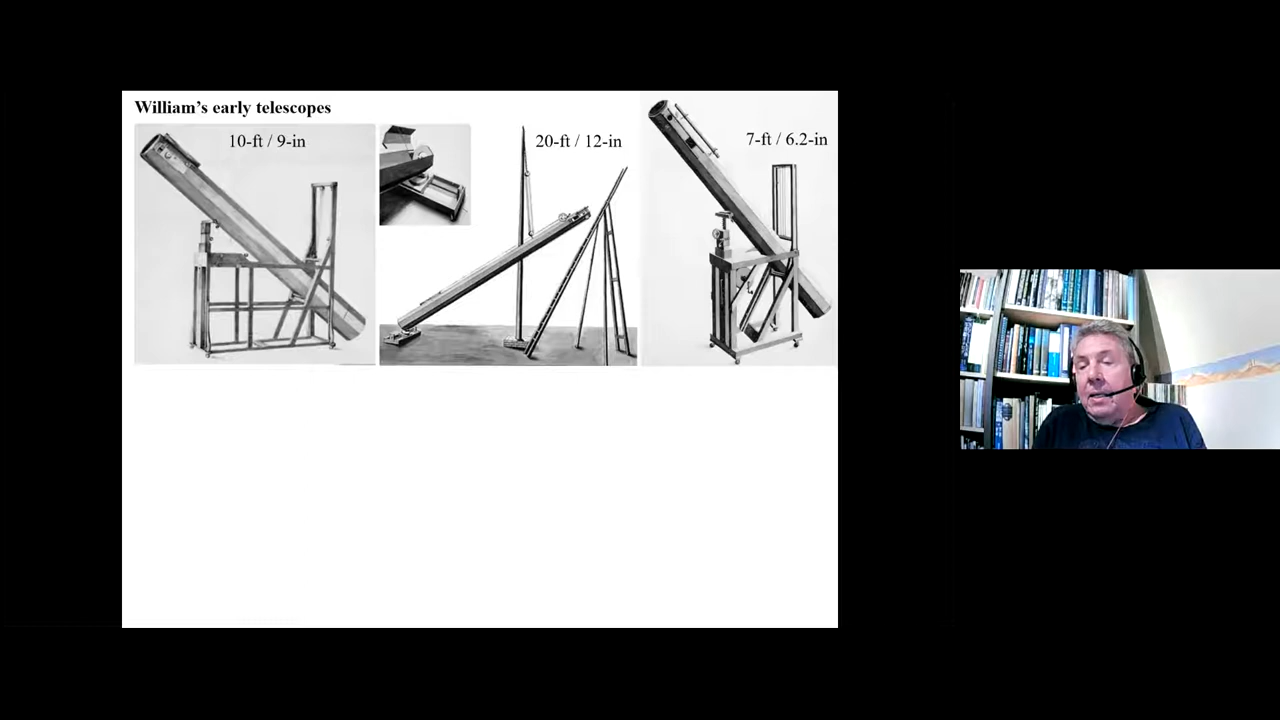 William’s early telescopes
10-ft / 9-in
20-ft / 12-in
7-ft / 6.2-in